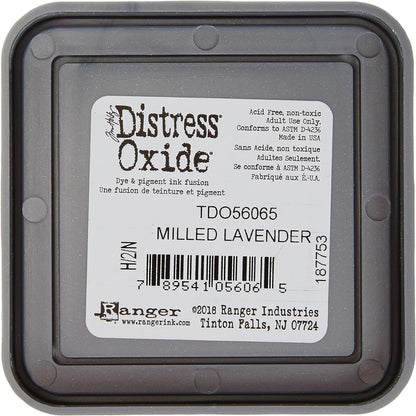 Tim Holtz
Distress®
Oxide®
Dye & pigment ink fusion
Une fusion de teinture et pigment
Acid Free, non-toxic
Adult Use Only.
Conforms to ASTM D-4236
Made in USA
Sans Acide, non toxique
Adultes Seulement.
Se conforme à ASTM D-4236
Fabriqué aux É-U.A.
TDO56065
MILLED LAVENDER
H/2/N
7 89541 05606 5
187753
Ranger
www.rangerink.com
©2018 Ranger Industries
Tinton Falls, NJ 07724